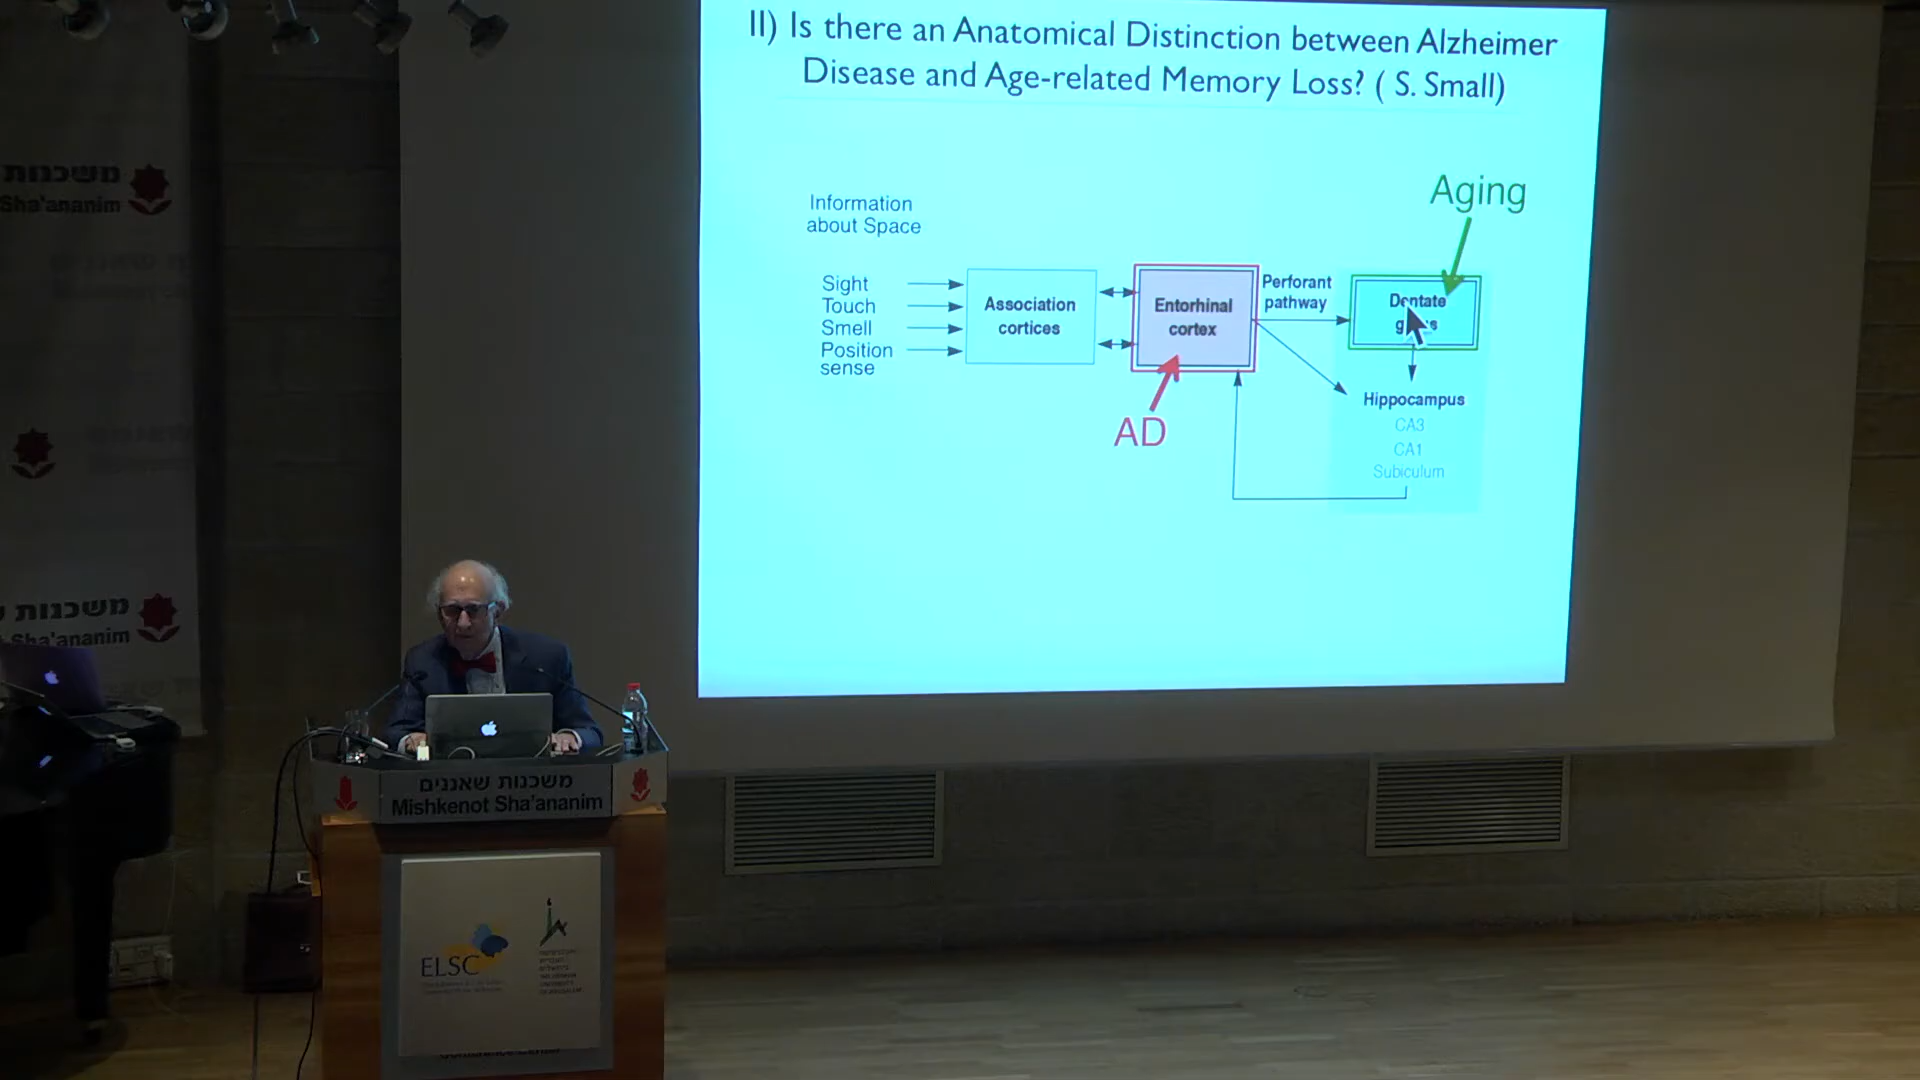 II) Is there an Anatomical Distinction between Alzheimer
Disease and Age-related Memory Loss? ( S. Small)
Aging
Information
about Space
Sight
Touch
Smell
Position
sense
Association
cortices
Entorhinal
cortex
Perforant
pathway
Dentate
AD
Hippocampus
CA3
CA1
Subiculum
משכנות
Sha'ananim
משכנות
Sha'ananim
משכנות שאננים
Mishkenot Sha'ananim
ELSC